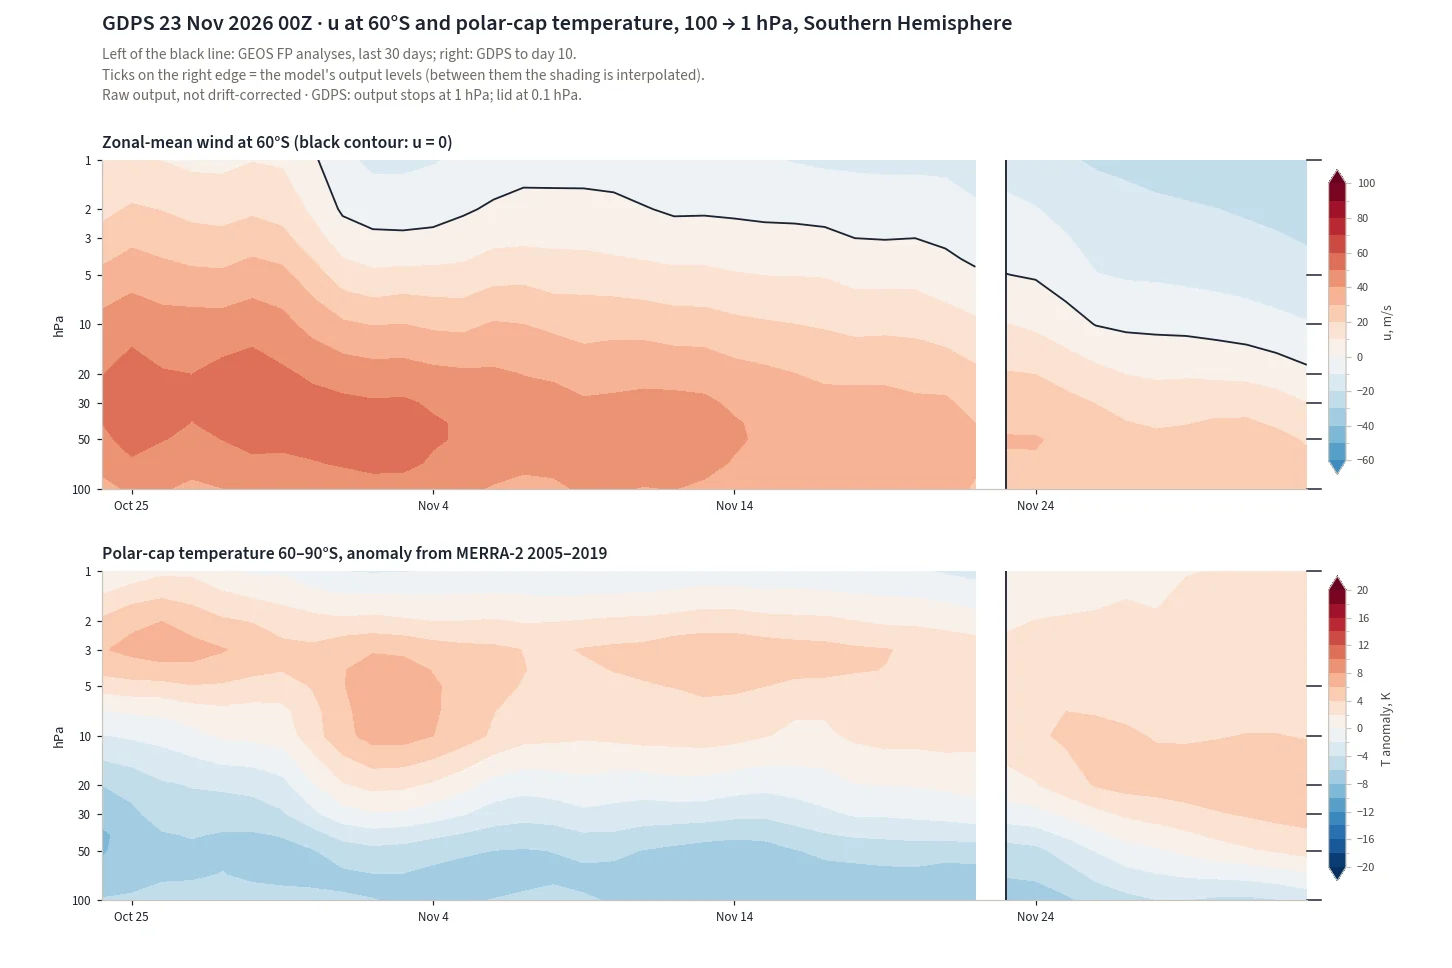 GDPS 23 Nov 2026 00Z · u at 60°S and polar-cap temperature, 100 → 1 hPa, Southern Hemisphere
Left of the black line: GEOS FP analyses, last 30 days; right: GDPS to day 10.
Ticks on the right edge = the model's output levels (between them the shading is interpolated).
Raw output, not drift-corrected · GDPS: output stops at 1 hPa; lid at 0.1 hPa.
Zonal-mean wind at 60°S (black contour: u = 0)
1
2
3
5
10
20
30
50
100
hPa
Oct 25
Nov 4
Nov 14
Nov 24
100
80
60
40
20
0
−20
−40
−60
u, m/s
Polar-cap temperature 60–90°S, anomaly from MERRA-2 2005–2019
1
2
3
5
10
20
30
50
100
hPa
Oct 25
Nov 4
Nov 14
Nov 24
20
16
12
8
4
0
−4
−8
−12
−16
−20
T anomaly, K